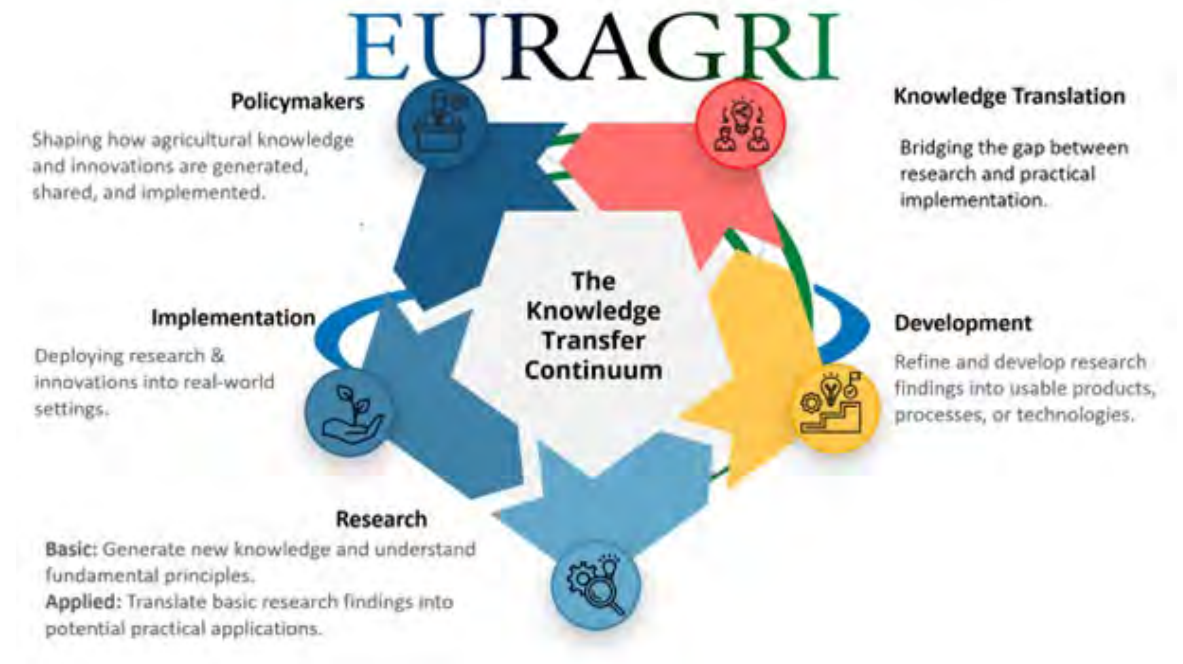 EURAGRI
Policymakers
Shaping how agricultural knowledge
and innovations are generated,
shared, and implemented.
Knowledge Translation
Bridging the gap between
research and practical
implementation.
The
Knowledge
Transfer
Continuum
Implementation
Deploying research &
innovations into real-world
settings.
Development
Refine and develop research
findings into usable products,
processes, or technologies.
Research
Basic: Generate new knowledge and understand
fundamental principles.
Applied: Translate basic research findings into
potential practical applications.